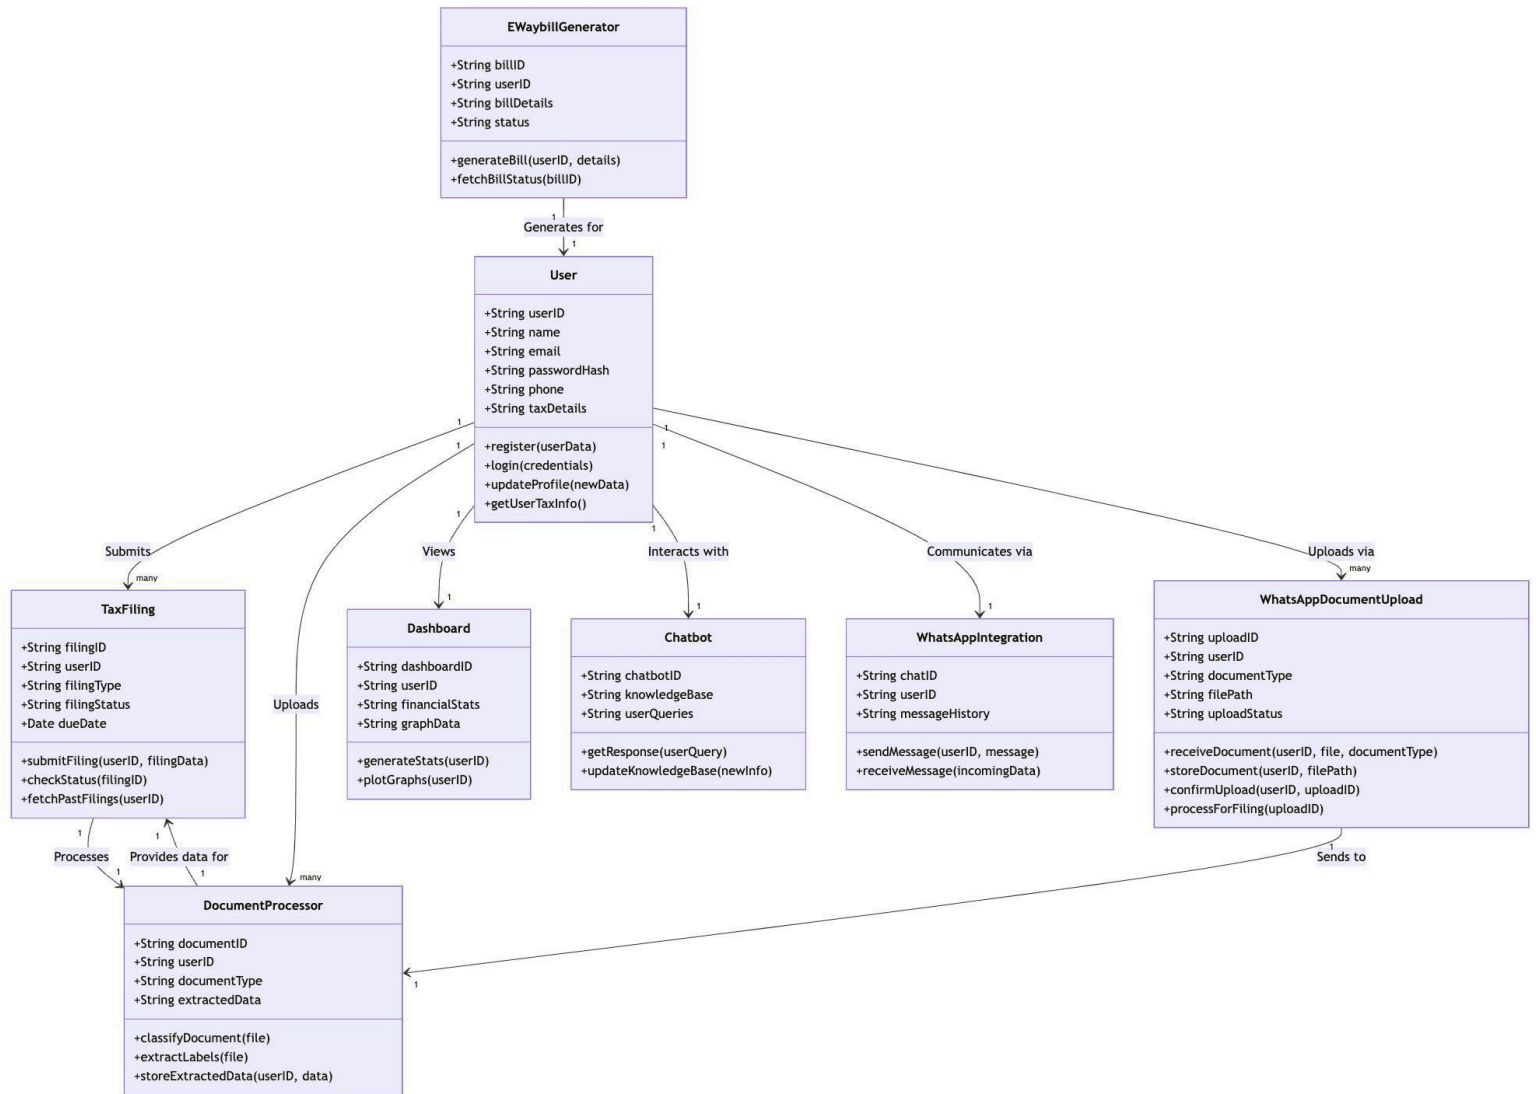 EWaybillGenerator
+String billID
+String userID
+String billDetails
+String status
+generateBill(userID, details)
+fetchBillStatus(billID)
1
Generates for
1
User
+String userID
+String name
+String email
+String passwordHash
+String phone
+String taxDetails
+register(userData)
+login(credentials)
+updateProfile(newData)
+getUserTaxInfo()
1
1
1
1
1
1
Submits
Views
Interacts with
Communicates via
Uploads via
many
1
1
1
many
TaxFiling
+String filingID
+String userID
+String filingType
+String filingStatus
+Date dueDate
+submitFiling(userID, filingData)
+checkStatus(filingID)
+fetchPastFilings(userID)
Uploads
Dashboard
+String dashboardID
+String userID
+String financialStats
+String graphData
+generateStats(userID)
+plotGraphs(userID)
Chatbot
+String chatbotID
+String knowledgeBase
+String userQueries
+getResponse(userQuery)
+updateKnowledgeBase(newInfo)
WhatsAppIntegration
+String chatID
+String userID
+String messageHistory
+sendMessage(userID, message)
+receiveMessage(incomingData)
WhatsAppDocumentUpload
+String uploadID
+String userID
+String documentType
+String filePath
+String uploadStatus
+receiveDocument(userID, file, documentType)
+storeDocument(userID, filePath)
+confirmUpload(userID, uploadID)
+processForFiling(uploadID)
1
1
Processes
Provides data for
1
1
many
1
Sends to
1
DocumentProcessor
+String documentID
+String userID
+String documentType
+String extractedData
+classifyDocument(file)
+extractLabels(file)
+storeExtractedData(userID, data)